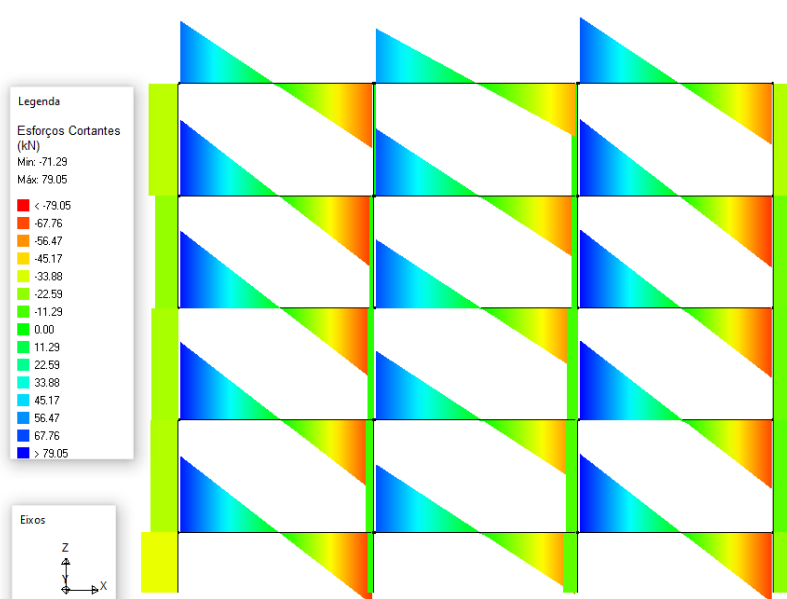 Legenda
Esforços Cortantes
(kN)
Min: -71.29
Máx: 79.05
< -79.05
-67.76
-56.47
-45.17
-33.88
-22.59
-11.29
0.00
11.29
22.59
33.88
45.17
56.47
67.76
> 79.05
Eixos
Z
Y
X